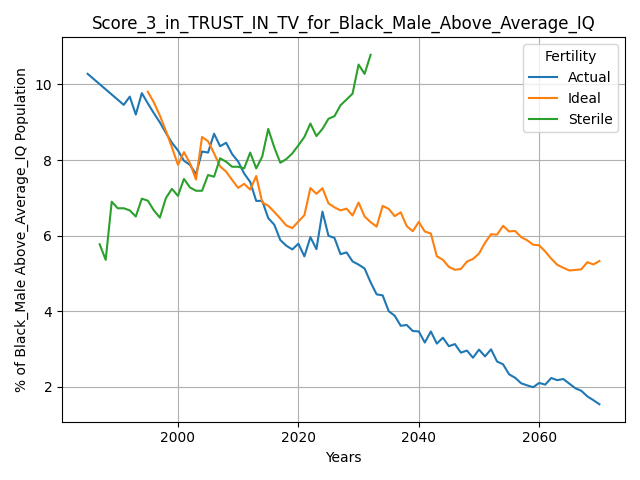 Score_3_in_TRUST_IN_TV_for_Black_Male_Above_Average_IQ
% of Black_Male Above_Average_IQ Population
10
8
6
4
2
Fertility
Actual
Ideal
Sterile
2000 2020 2040 2060
Years